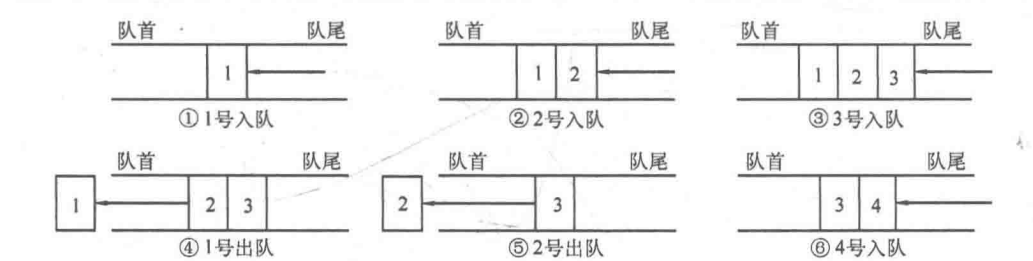 队首 队尾 队首 队尾 队首 队尾
1 1 2 1 2 3
①1号入队 ②2号入队 ③3号入队
队首 队尾 队首 队尾 队首 队尾
1 2 3 2 3 3 4
④1号出队 ⑤2号出队 ⑥4号入队